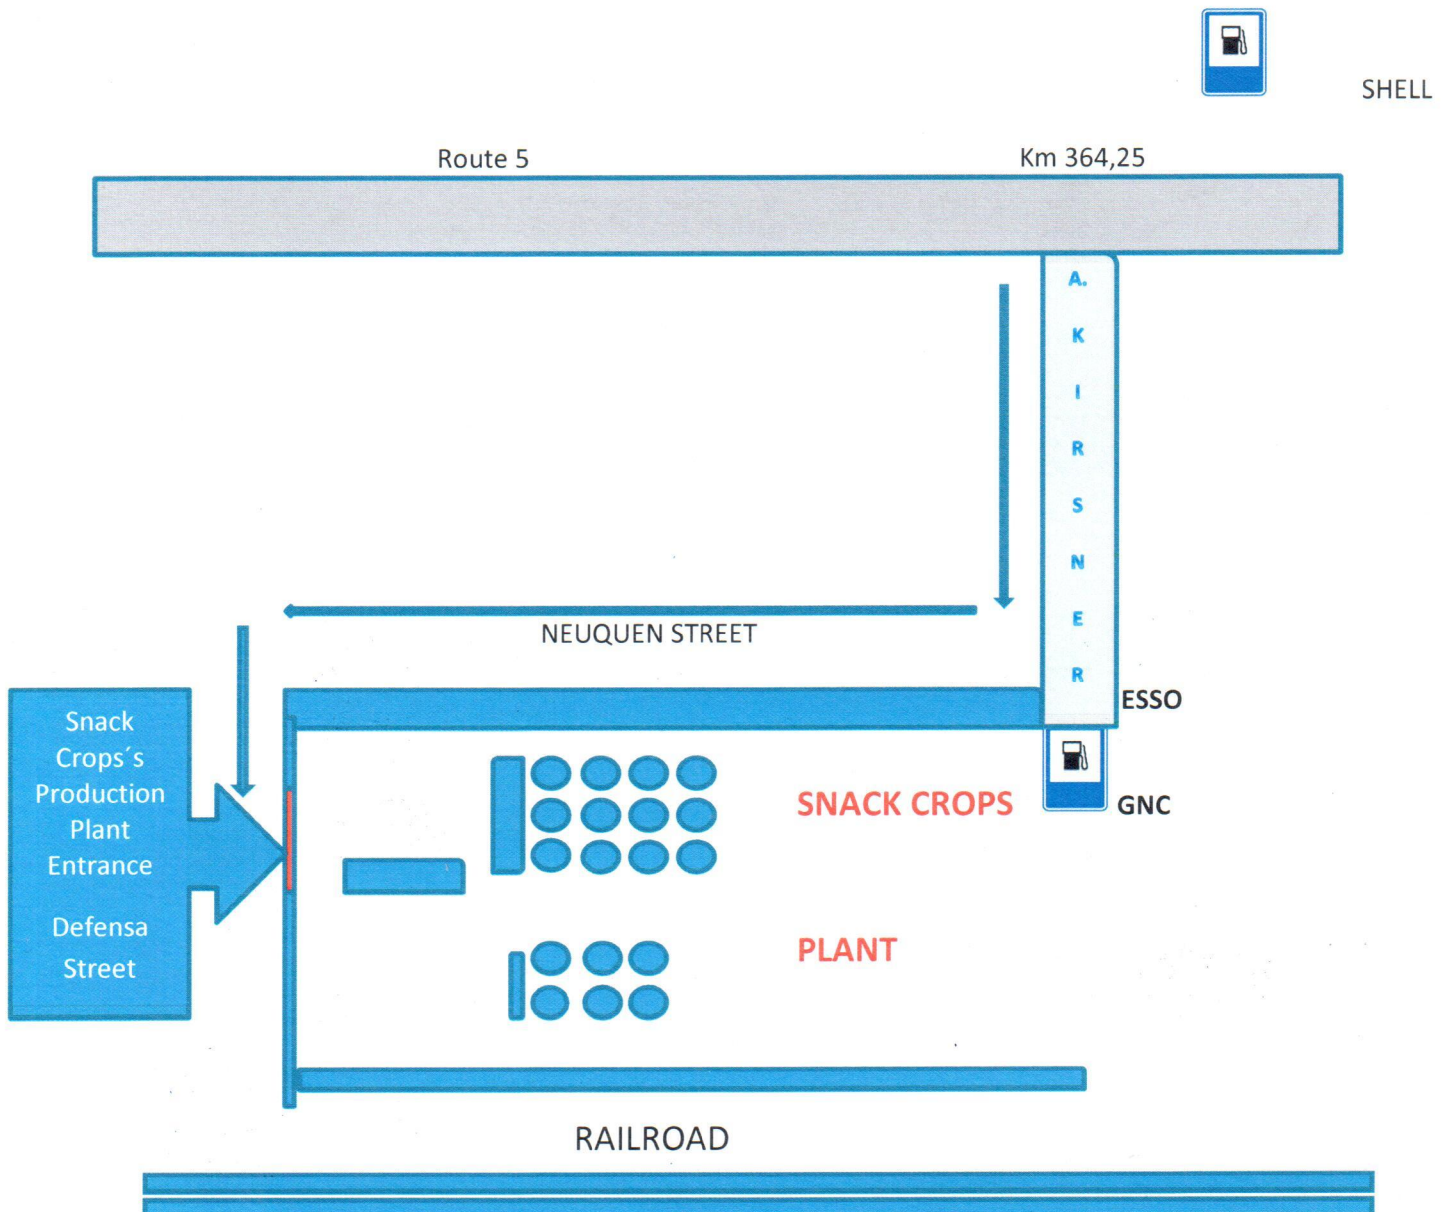 SHELL
Route 5
Km 364,25
A.
K
I
R
S
N
E
R
NEUQUEN STREET
ESSO
GNC
Snack
Crops´s
Production
Plant
Entrance
Defensa
Street
SNACK CROPS
PLANT
RAILROAD